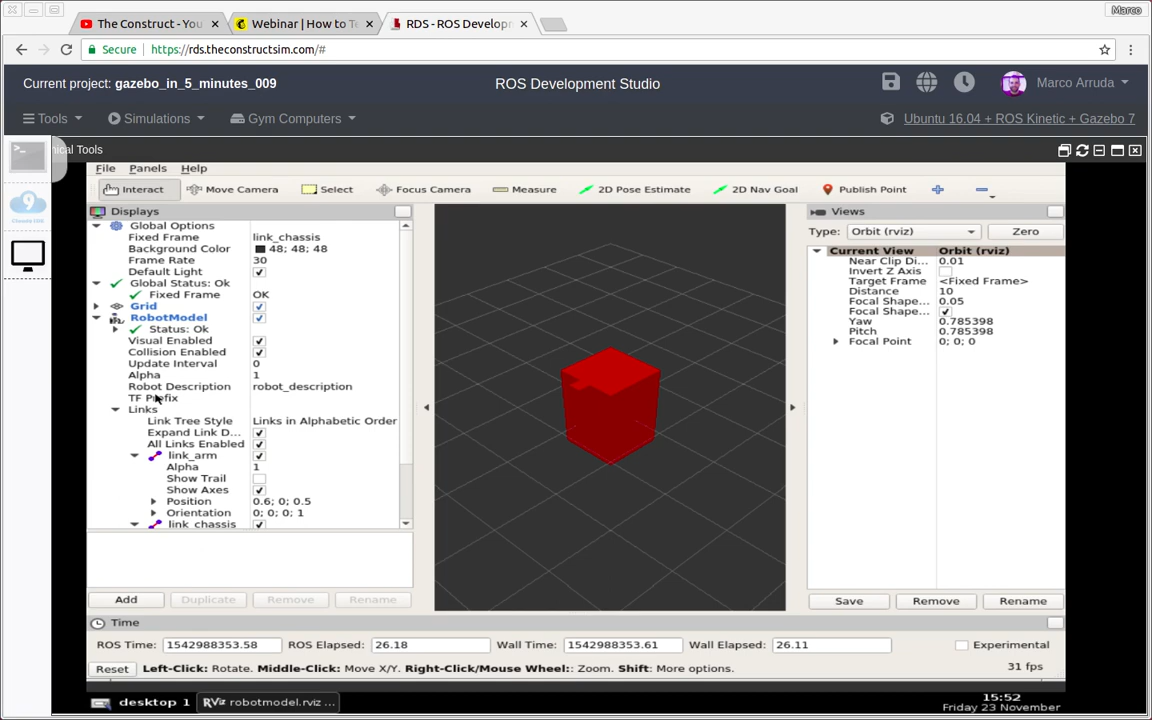 Marco
The Construct - You
Webinar | How to Te
RDS - ROS Develop
Secure
https://rds.theconstructsim.com/#
Current project: gazebo_in_5_minutes_009
ROS Development Studio
Marco Arruda
Tools
Simulations
Gym Computers
Ubuntu 16.04 + ROS Kinetic + Gazebo 7
ical Tools
File Panels Help
Interact
Move Camera
Select
Focus Camera
Measure
2D Pose Estimate
2D Nav Goal
Publish Point
Displays
Global Options
Fixed Frame link_chassis
Background Color 48; 48; 48
Frame Rate 30
Default Light
Global Status: Ok
Fixed Frame OK
Grid
RobotModel
Status: Ok
Visual Enabled
Collision Enabled
Update Interval 0
Alpha 1
Robot Description robot_description
TF Prefix
Links
Link Tree Style Links in Alphabetic Order
Expand Link D...
All Links Enabled
link_arm
Alpha 1
Show Trail
Show Axes
Position 0.6; 0; 0.5
Orientation 0; 0; 0; 1
link_chassis
Add Duplicate Remove Rename
Views
Type: Orbit (rviz) Zero
Current View Orbit (rviz)
Near Clip Di... 0.01
Invert Z Axis
Target Frame <Fixed Frame>
Distance 10
Focal Shape... 0.05
Focal Shape...
Yaw 0.785398
Pitch 0.785398
Focal Point 0; 0; 0
Save Remove Rename
Time
ROS Time: 1542988353.58 ROS Elapsed: 26.18 Wall Time: 1542988353.61 Wall Elapsed: 26.11 Experimental
Reset Left-Click: Rotate. Middle-Click: Move X/Y. Right-Click/Mouse Wheel:: Zoom. Shift: More options. 31 fps
desktop 1
RViz robotmodel.rviz ...
15:52
Friday 23 November